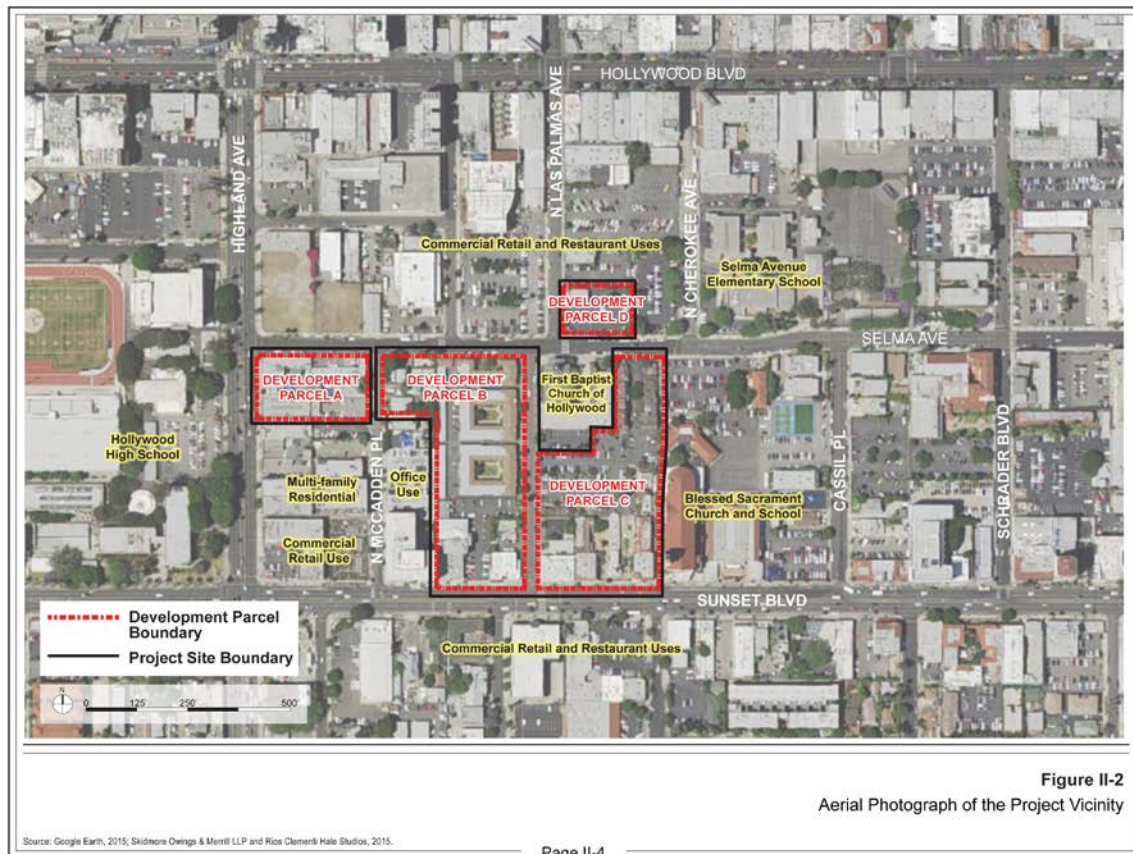 HOLLYWOOD BLVD
HIGHLAND AVE
N LAS PALMAS AVE
N CHEROKEE AVE
Commercial Retail and Restaurant Uses
Selma Avenue
Elementary School
DEVELOPMENT
PARCEL D
SELMA AVE
DEVELOPMENT
PARCEL A
DEVELOPMENT
PARCEL B
First Baptist
Church of
Hollywood
Hollywood
High School
Multi-family
Residential
Office
Use
N MCCADDEN PL
DEVELOPMENT
PARCEL C
Blessed Sacrament
Church and School
CASSIL PL
SCHRADER BLVD
Commercial
Retail Use
SUNSET BLVD
Development Parcel
Boundary
Project Site Boundary
Commercial Retail and Restaurant Uses
N
0 125 250 500'
Figure II-2
Aerial Photograph of the Project Vicinity
Source: Google Earth, 2015; Skidmore Owings & Merrill LLP and Rios Clementi Hale Studios, 2015.
Page II-4